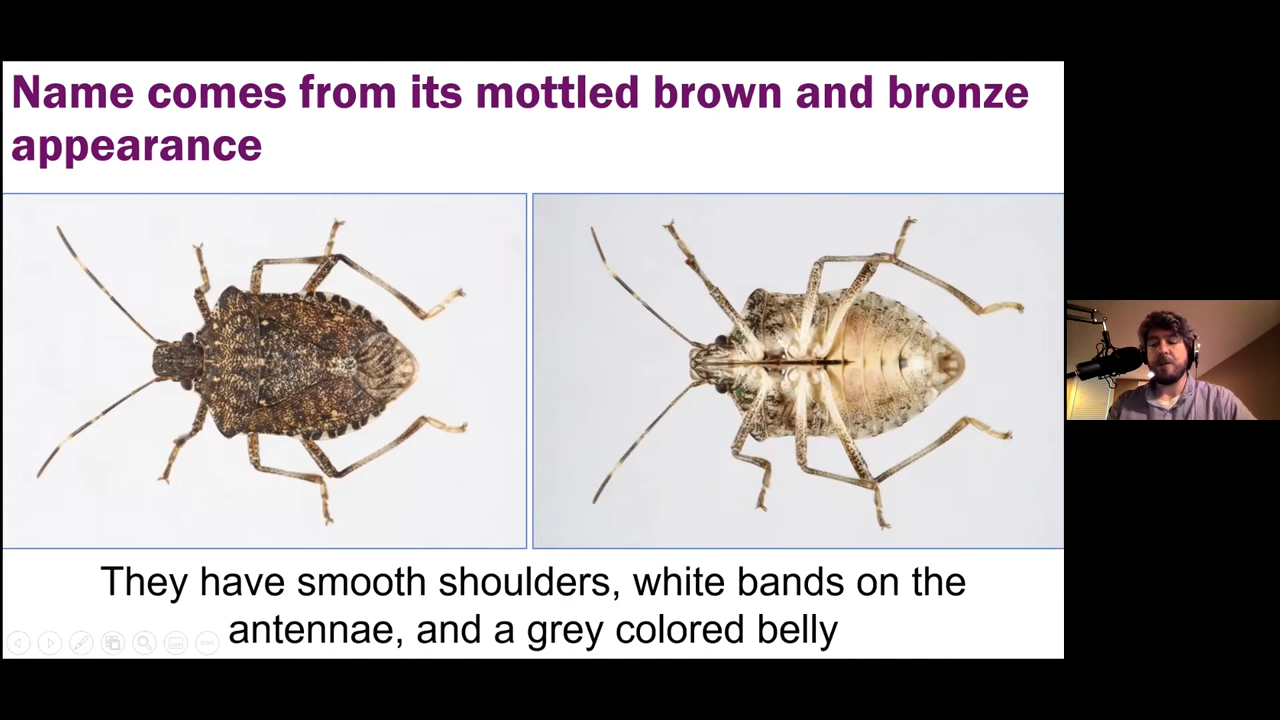 Name comes from its mottled brown and bronze
appearance
They have smooth shoulders, white bands on the
antennae, and a grey colored belly